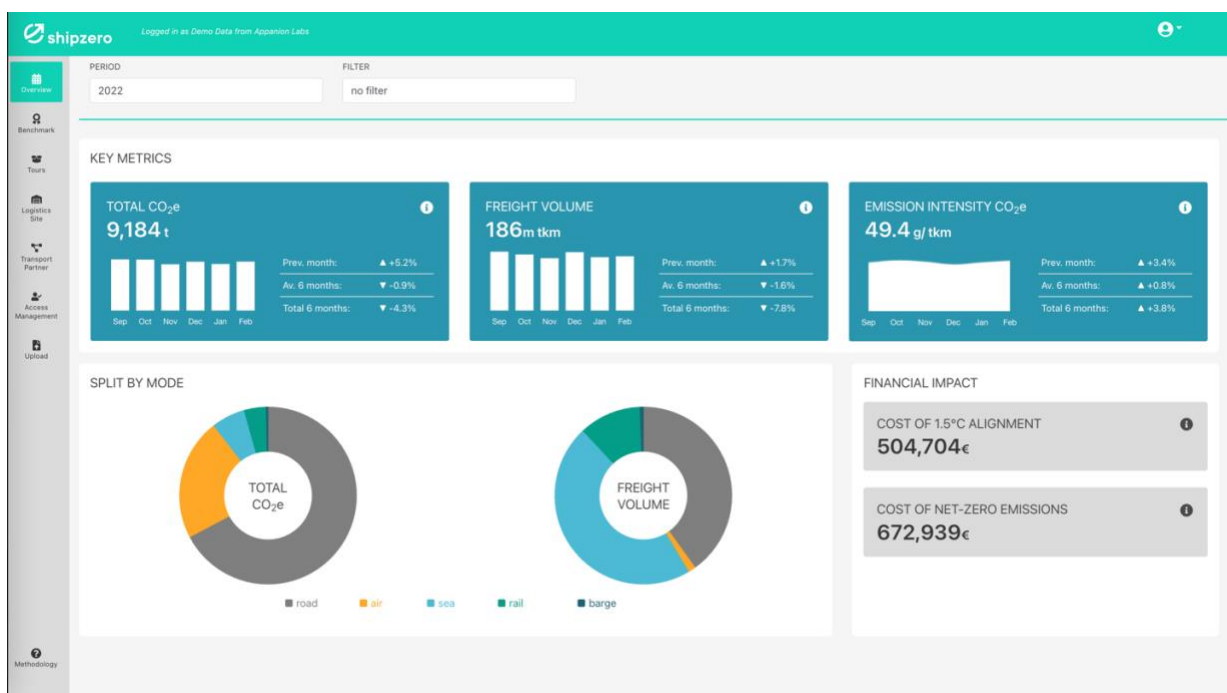 shipzero
Logged in as Demo Data from Appanion Labs
Overview
Benchmark
Tours
Logistics
Site
Transport
Partner
Access
Management
Upload
Methodology
PERIOD
2022
FILTER
no filter
KEY METRICS
TOTAL CO₂e
9,184 t
Prev. month: ▲ +5.2%
Av. 6 months: ▼ -0.9%
Total 6 months: ▼ -4.3%
Sep Oct Nov Dec Jan Feb
FREIGHT VOLUME
186m tkm
Prev. month: ▲ +1.7%
Av. 6 months: ▼ -1.6%
Total 6 months: ▼ -7.8%
Sep Oct Nov Dec Jan Feb
EMISSION INTENSITY CO₂e
49.4 g/ tkm
Prev. month: ▲ +3.4%
Av. 6 months: ▲ +0.8%
Total 6 months: ▲ +3.8%
Sep Oct Nov Dec Jan Feb
SPLIT BY MODE
TOTAL
CO₂e
FREIGHT
VOLUME
road air sea rail barge
FINANCIAL IMPACT
COST OF 1.5°C ALIGNMENT
504,704€
COST OF NET-ZERO EMISSIONS
672,939€